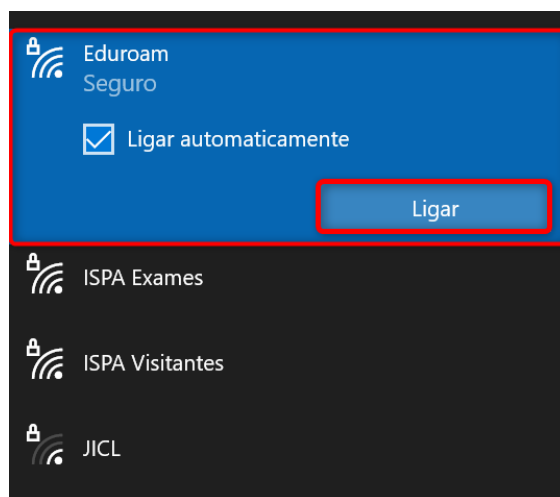 Eduroam
Seguro
Ligar automaticamente
Ligar
ISPA Exames
ISPA Visitantes
JICL